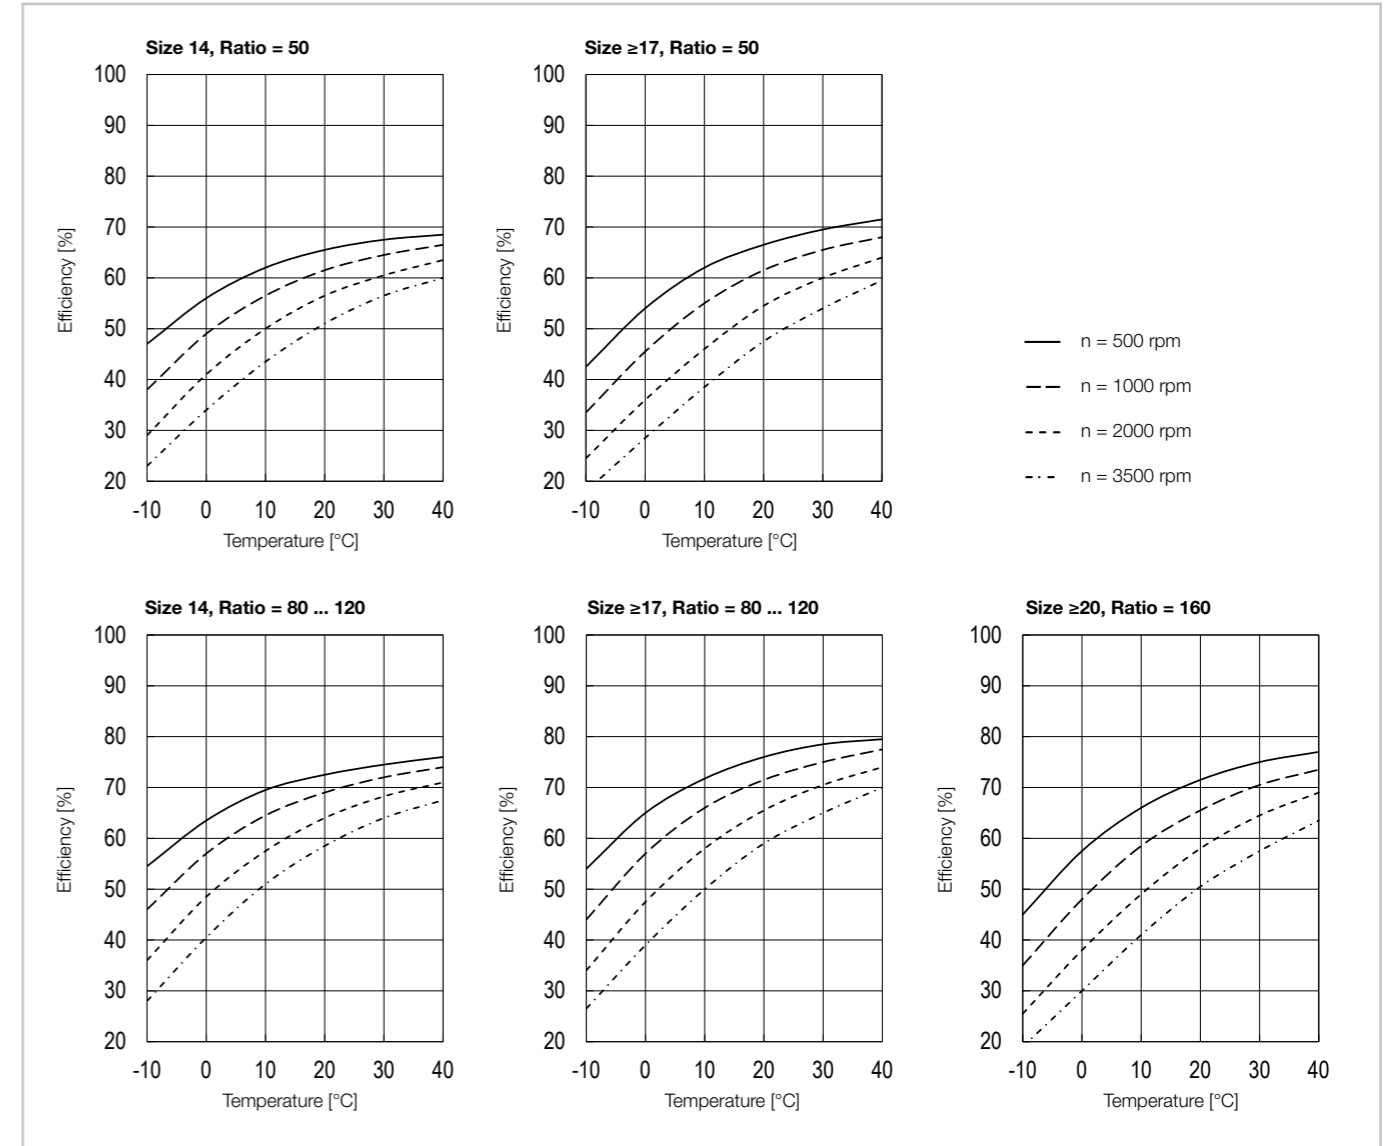 Size 14, Ratio = 50
100
90
80
70
60
50
40
30
20
Efficiency [%]
-10 0 10 20 30 40
Temperature [°C]
Size ≥17, Ratio = 50
100
90
80
70
60
50
40
30
20
Efficiency [%]
-10 0 10 20 30 40
Temperature [°C]
n = 500 rpm
n = 1000 rpm
n = 2000 rpm
n = 3500 rpm
Size 14, Ratio = 80 ... 120
100
90
80
70
60
50
40
30
20
Efficiency [%]
-10 0 10 20 30 40
Temperature [°C]
Size ≥17, Ratio = 80 ... 120
100
90
80
70
60
50
40
30
20
Efficiency [%]
-10 0 10 20 30 40
Temperature [°C]
Size ≥20, Ratio = 160
100
90
80
70
60
50
40
30
20
Efficiency [%]
-10 0 10 20 30 40
Temperature [°C]